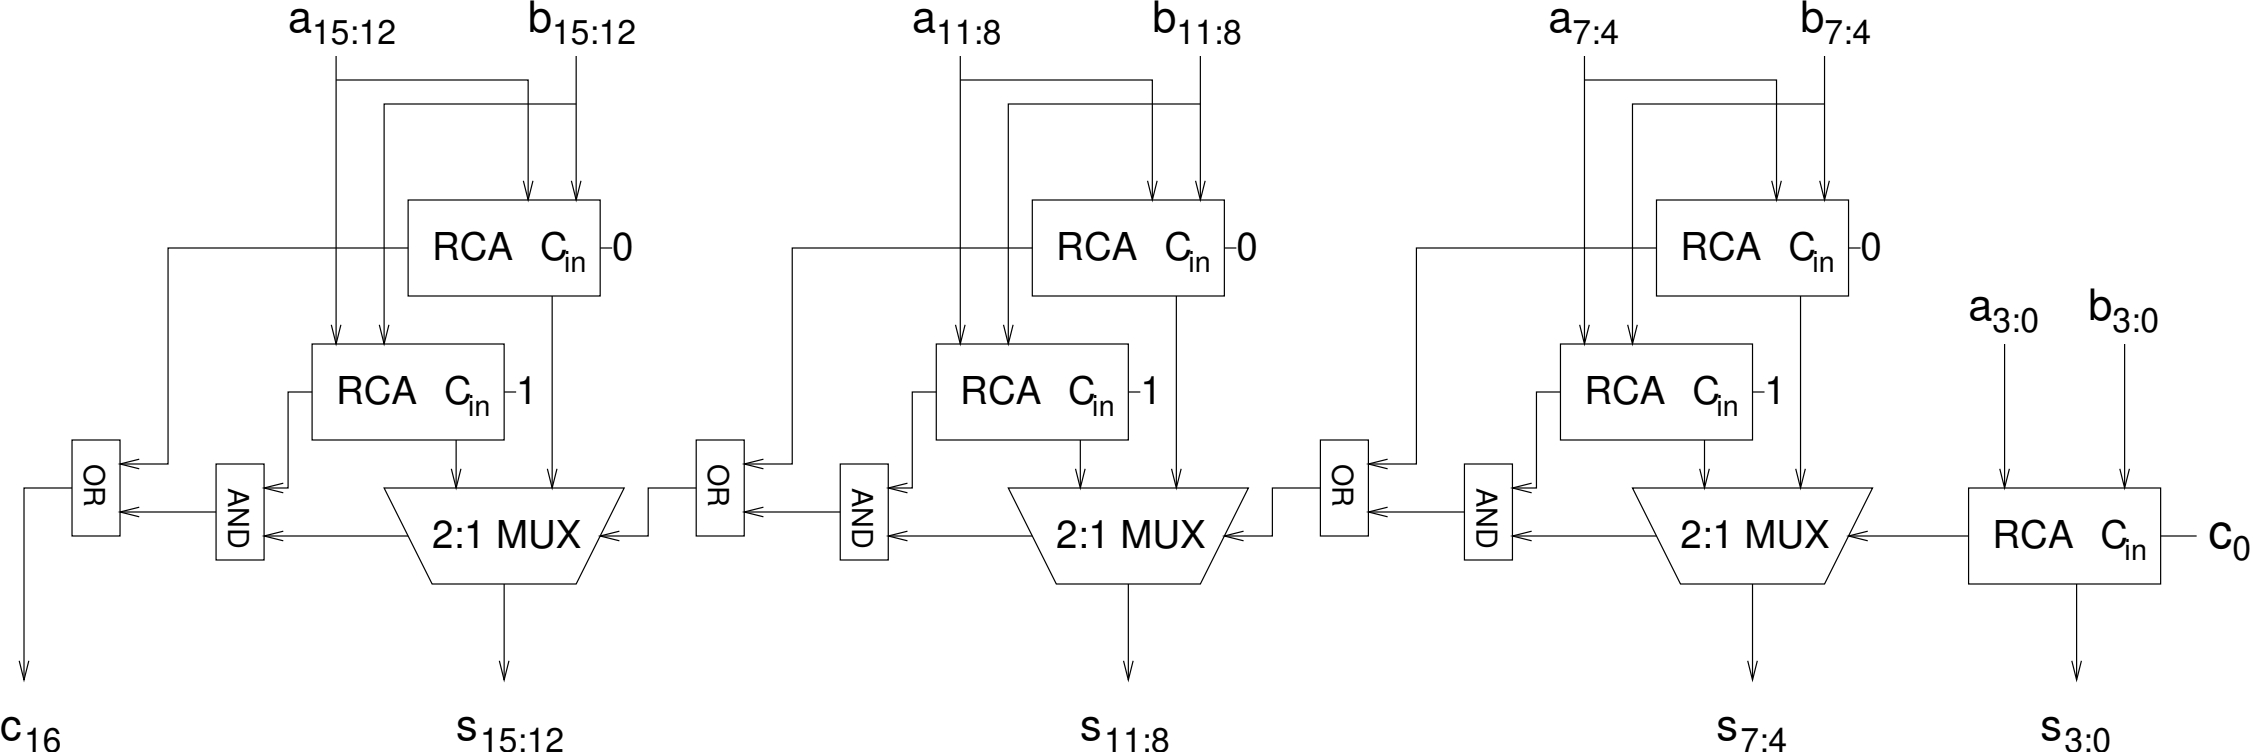 a15:12 b15:12 a11:8 b11:8 a7:4 b7:4
RCA Cin 0 RCA Cin 0 RCA Cin 0
a3:0 b3:0
RCA Cin 1 RCA Cin 1 RCA Cin 1
OR AND 2:1 MUX OR AND 2:1 MUX OR AND 2:1 MUX RCA Cin c0
c16 s15:12 s11:8 s7:4 s3:0